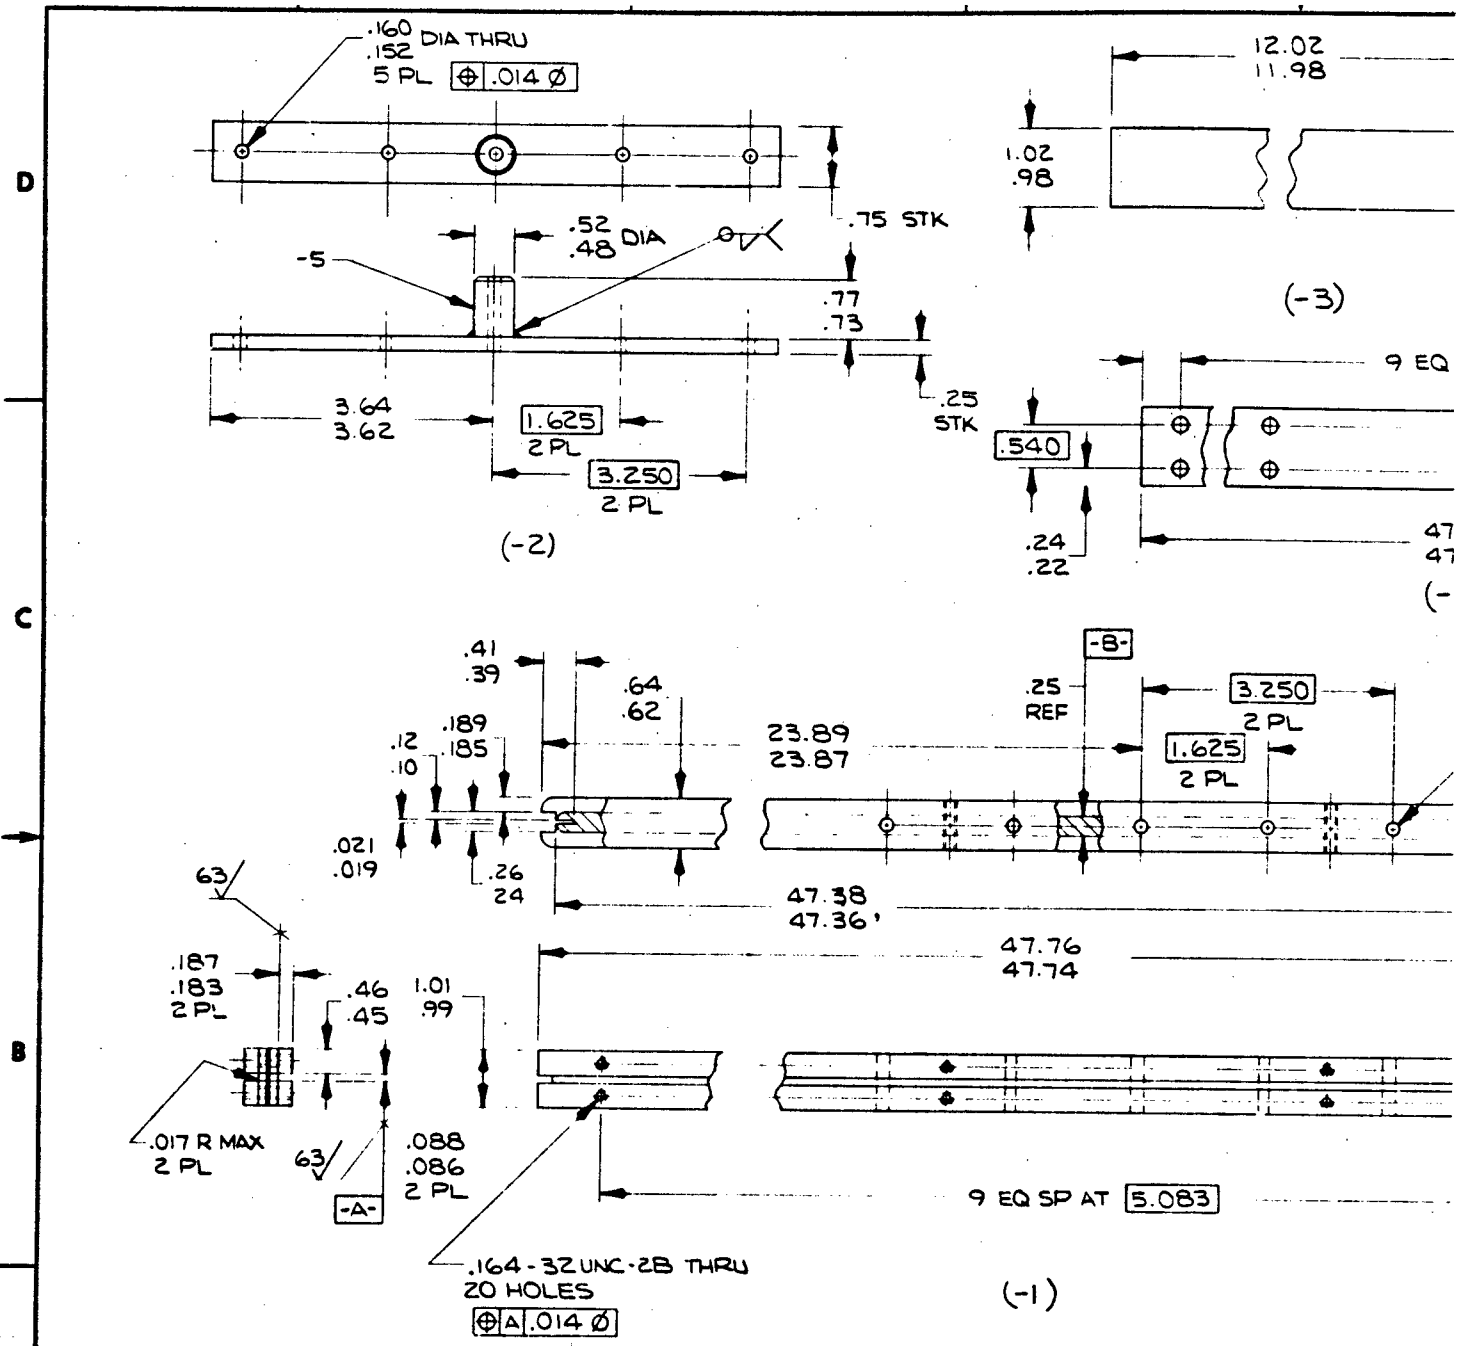 .160 DIA THRU
.152
5 PL ⌖ .014 Ø
12.02
11.98
1.02
.98
D
.75 STK
.52 DIA
.48
-5
.77
.73
(-3)
9 EQ
3.64
3.62
1.625
2 PL
.25
STK
.540
3.250
2 PL
(-2)
.24
.22
47
47
(-
C
.41
.39
-B-
.64
.62
.25
REF
3.250
2 PL
.189
.185
.12
.10
23.89
23.87
1.625
2 PL
.021
.019
.26
24
63
47.38
47.36
47.76
47.74
.187
.183
2 PL
.46
.45
1.01
.99
B
.017 R MAX
2 PL
63
.088
.086
2 PL
-A-
9 EQ SP AT 5.083
.164-32 UNC-2B THRU
20 HOLES
⌖ A .014 Ø
(-1)